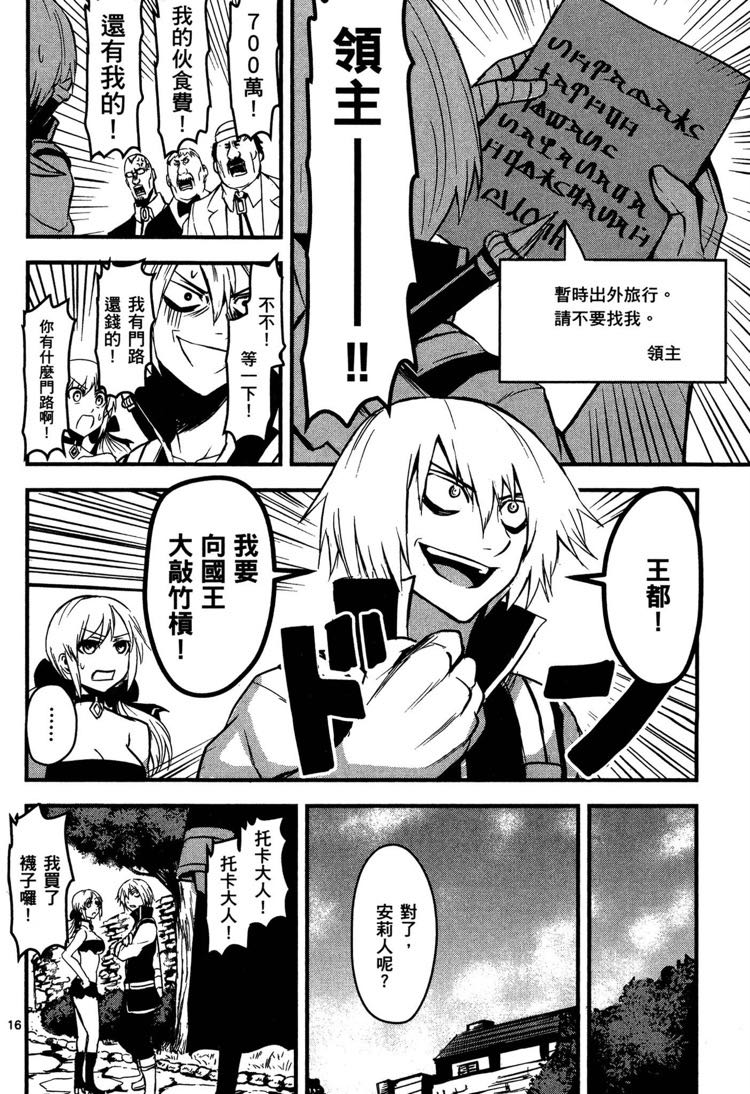 暫時出外旅行。
請不要找我。
領主
領主——!!
700萬！
我的伙食費！
還有我的！
不不！
等一下！
我有門路
還錢的！
你有什麼門路啊！
王都！
我要
向國王
大敲竹槓！
ドーン
……
對了，
安莉人呢？
托卡大人！
托卡大人！
我買了
襪子囉！
16